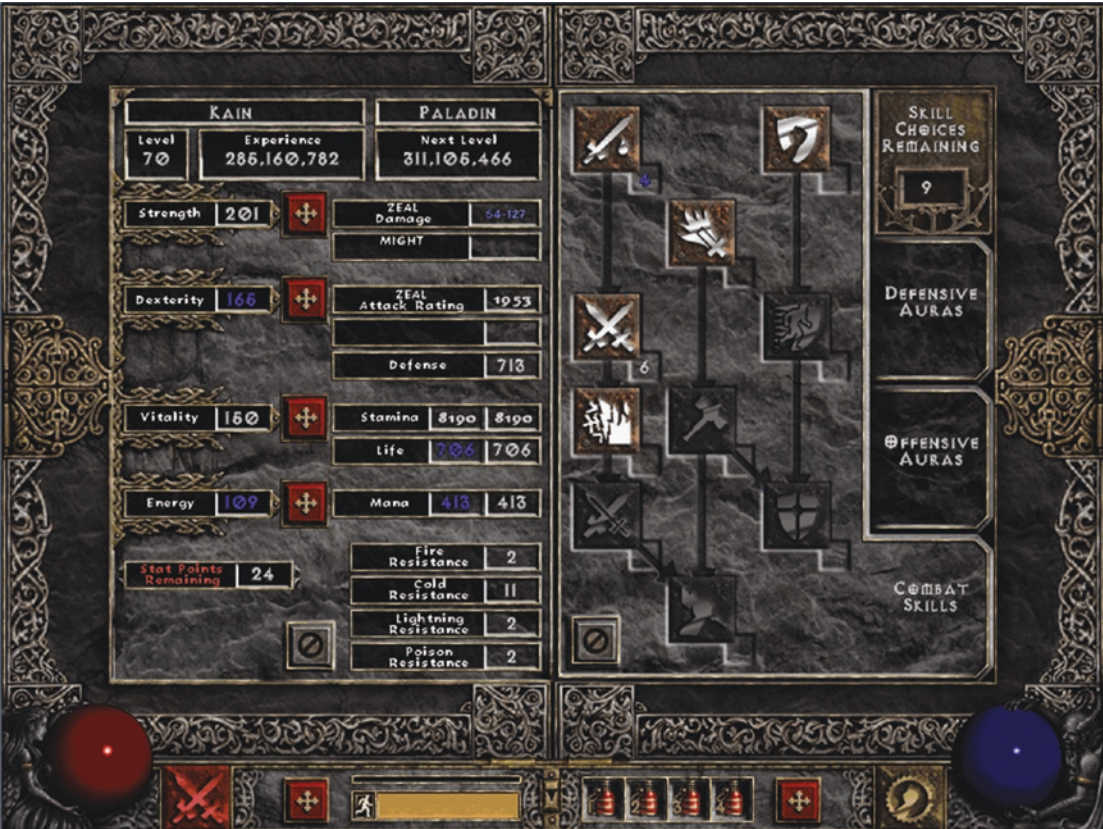 KAIN
PALADIN
Level
70
Experience
285,160,782
Next Level
311,105,466
Strength 201
ZEAL
Damage
54-127
MIGHT
Dexterity 165
ZEAL
Attack Rating 1953
Defense 713
Vitality 150
Stamina 8190 8190
Life 706 706
Energy 109
Mana 413 413
Stat Points
Remaining 24
Fire
Resistance 2
Cold
Resistance 11
Lightning
Resistance 2
Poison
Resistance 2
4
6
SKILL
CHOICES
REMAINING
9
DEFENSIVE
AURAS
OFFENSIVE
AURAS
COMBAT
SKILLS
1 2 3 4